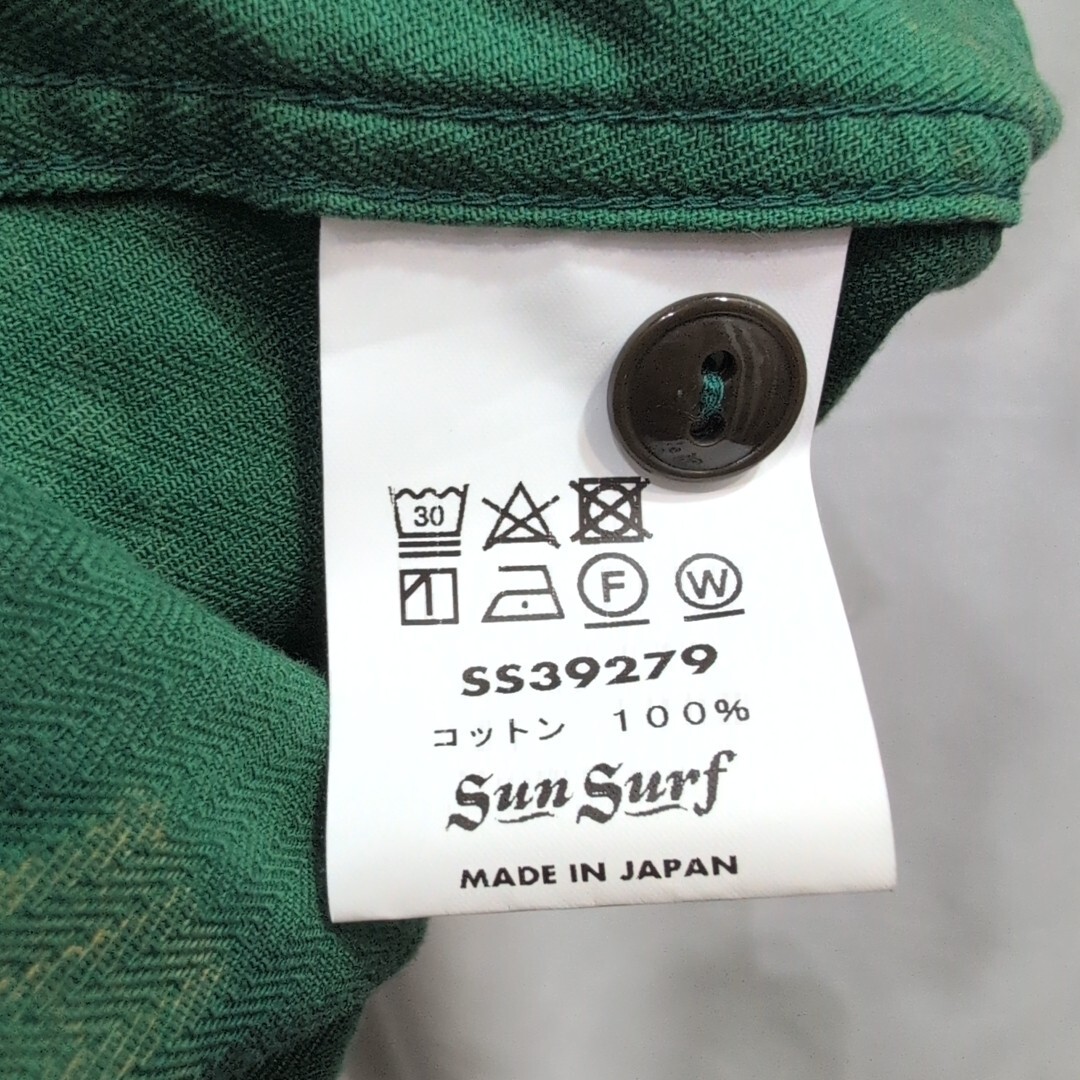 30
F W
SS39279
コットン　１００％
Sun Surf
MADE IN JAPAN